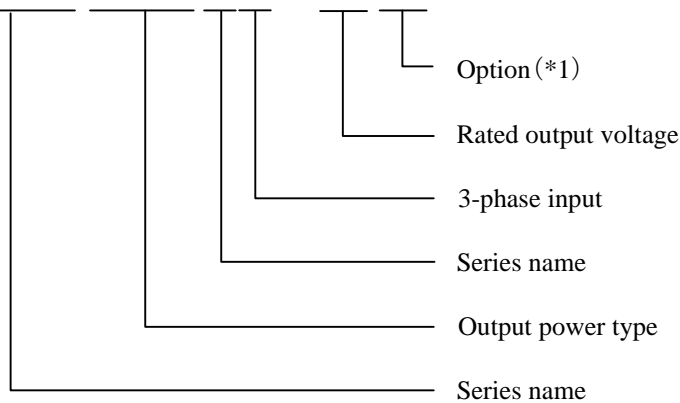 Option(*1)
Rated output voltage
3-phase input
Series name
Output power type
Series name